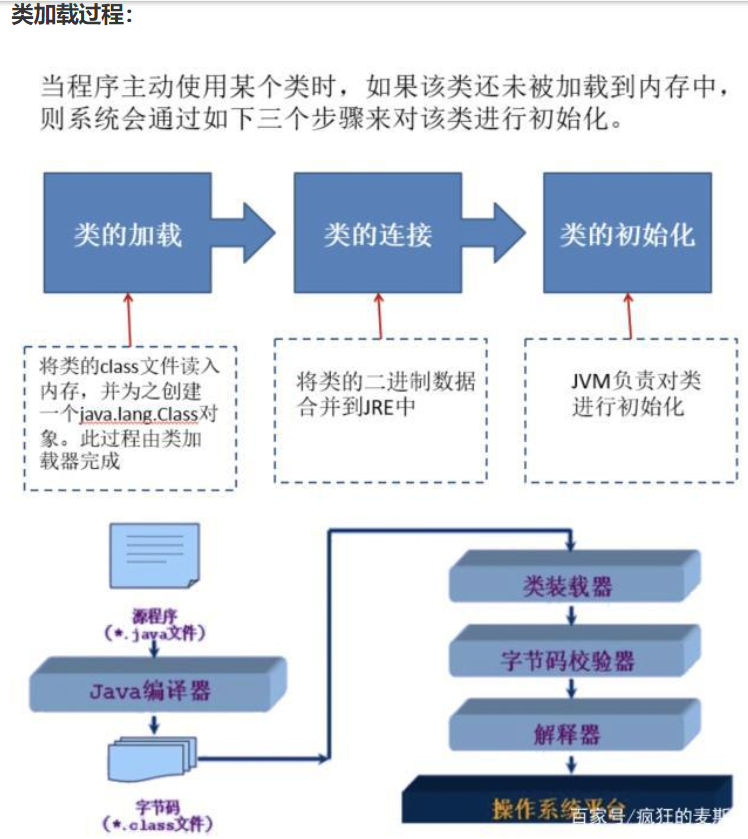 类加载过程：
当程序主动使用某个类时，如果该类还未被加载到内存中，
则系统会通过如下三个步骤来对该类进行初始化。
类的加载
类的连接
类的初始化
将类的class文件读入
内存，并为之创建
一个java.lang.Class对
象。此过程由类加
载器完成
将类的二进制数据
合并到JRE中
JVM负责对类
进行初始化
源程序
（*.java文件）
Java编译器
字节码
（*.class文件）
类装载器
字节码校验器
解释器
操作系统平台
百家号/疯狂的麦斯